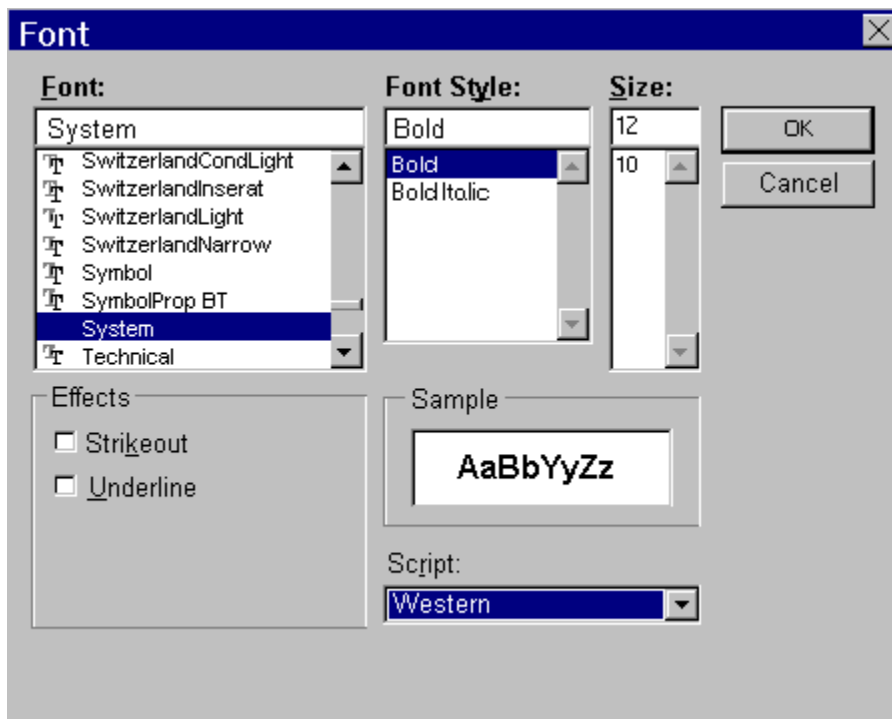 Font
Font:
Font Style:
Size:
System
Bold
12
OK
SwitzerlandCondLight
SwitzerlandInserat
SwitzerlandLight
SwitzerlandNarrow
Symbol
SymbolProp BT
System
Technical
Bold
Bold Italic
10
Cancel
Effects
Strikeout
Underline
Sample
AaBbYyZz
Script:
Western